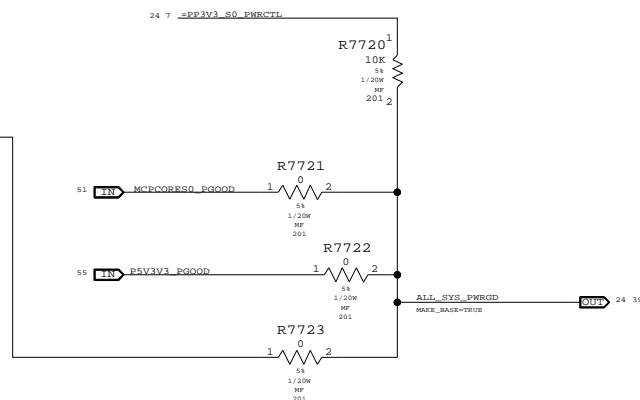 24 7 =PP3V3_S0_PWRCTL
R7720 1
10K
5%
1/20W
MF
201 2
R7721
0
51 IN MCPCORES0_PGOOD 1 2
5%
1/20W
MF
201
R7722
0
55 IN P5V3V3_PGOOD 1 2
5%
1/20W
MF
201
ALL_SYS_PWRGD OUT 24 39
MAKE_BASE=TRUE
R7723
0
1 2
5%
1/20W
MF
201